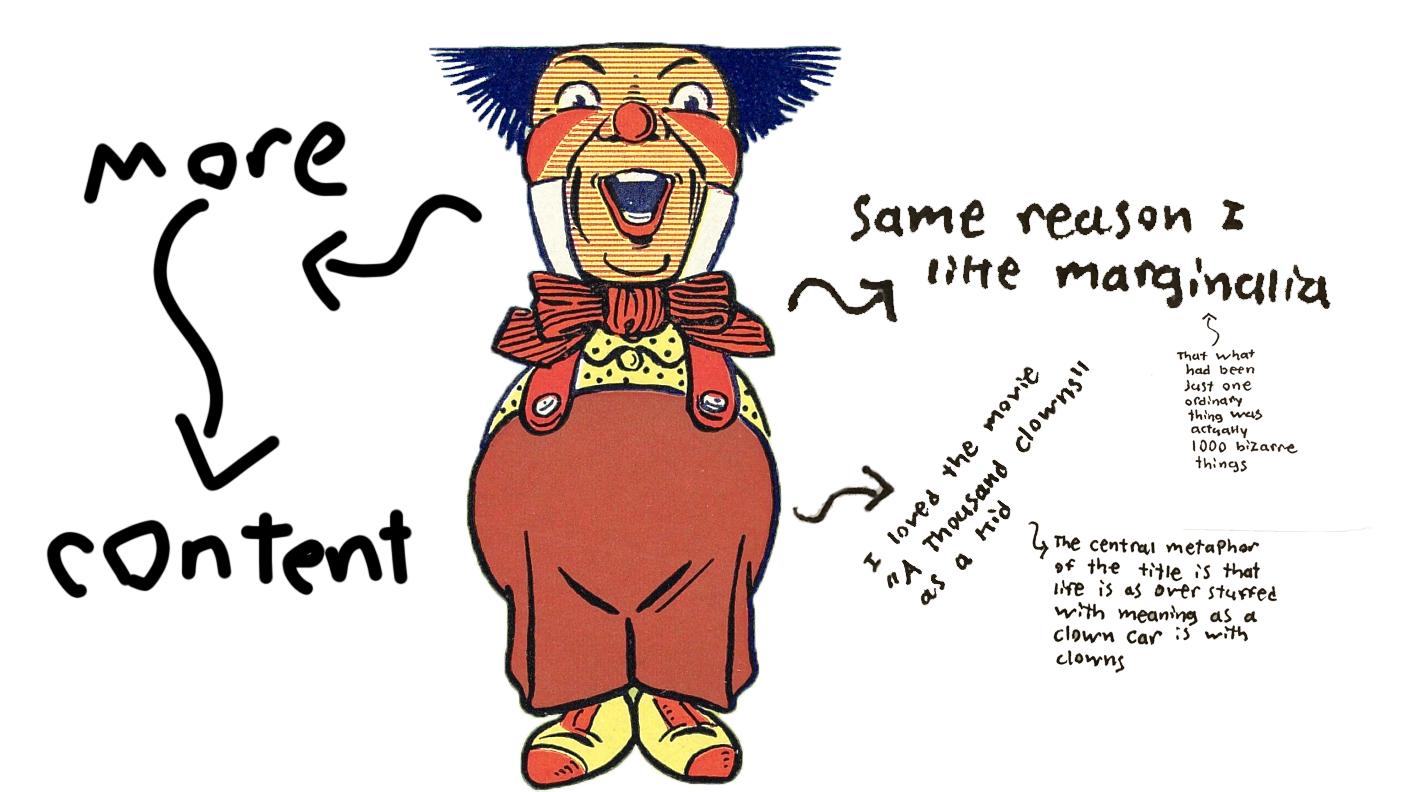 more
content
Same reason I
like marginalia
That what
had been
Just one
ordinary
thing was
actually
1000 bizarre
things
I loved the movie
"A Thousand clowns"
as a kid
The central metaphor
of the title is that
life is as over stuffed
with meaning as a
clown car is with
clowns